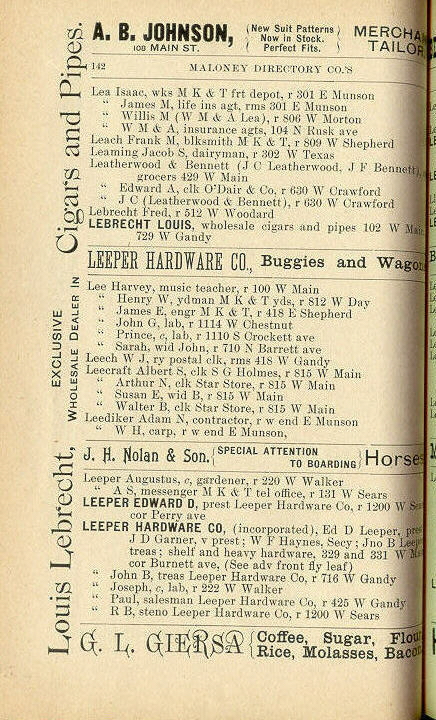 A. B. JOHNSON,
108 MAIN ST.
New Suit Patterns
Now in Stock.
Perfect Fits.
MERCHA
TAILOR
142 MALONEY DIRECTORY CO.'S
Lea Isaac, wks M K & T frt depot, r 301 E Munson
“ James M, life ins agt, rms 301 E Munson
“ Willis M (W M & A Lea), r 806 W Morton
“ W M & A, insurance agts, 104 N Rusk ave
Leach Frank M, blksmith M K & T, r 809 W Shepherd
Leaming Jacob S, dairyman, r 302 W Texas
Leatherwood & Bennett (J C Leatherwood, J F Bennett),
grocers 429 W Main
“ Edward A, clk O'Dair & Co, r 630 W Crawford
“ J C (Leatherwood & Bennett), r 630 W Crawford
Lebrecht Fred, r 512 W Woodard
LEBRECHT LOUIS, wholesale cigars and pipes 102 W Main
729 W Gandy
LEEPER HARDWARE CO., Buggies and Wagon
Lee Harvey, music teacher, r 100 W Main
“ Henry W, ydman M K & T yds, r 812 W Day
“ James E, engr M K & T, r 418 E Shepherd
“ John G, lab, r 1114 W Chestnut
“ Prince, c, lab, r 1110 S Crockett ave
“ Sarah, wid John, r 710 N Barrett ave
Leech W J, ry postal clk, rms 418 W Gandy
Leecraft Albert S, clk S G Holmes, r 815 W Main
“ Arthur N, clk Star Store, r 815 W Main
“ Susan E, wid B, r 815 W Main
“ Walter B, clk Star Store, r 815 W Main
Leediker Adam N, contractor, r w end E Munson
“ W H, carp, r w end E Munson,
J. H. Nolan & Son.
SPECIAL ATTENTION
TO BOARDING
Horses
Leeper Augustus, c, gardener, r 220 W Walker
“ A S, messenger M K & T tel office, r 131 W Sears
LEEPER EDWARD D, prest Leeper Hardware Co, r 1200 W Sears
cor Perry ave
LEEPER HARDWARE CO, (incorporated), Ed D Leeper, prest
J D Garner, v prest; W F Haynes, Secy; Jno B Leeper
treas; shelf and heavy hardware, 329 and 331 W Main
cor Burnett ave, (See adv front fly leaf)
“ John B, treas Leeper Hardware Co, r 716 W Gandy
“ Joseph, c, lab, r 222 W Walker
“ Paul, salesman Leeper Hardware Co, r 425 W Gandy
“ R B, steno Leeper Hardware Co, r 1200 W Sears
G. L. GIERSA
Coffee, Sugar, Flour
Rice, Molasses, Bacon
Louis Lebrecht,
EXCLUSIVE
WHOLESALE DEALER IN
Cigars and Pipes.